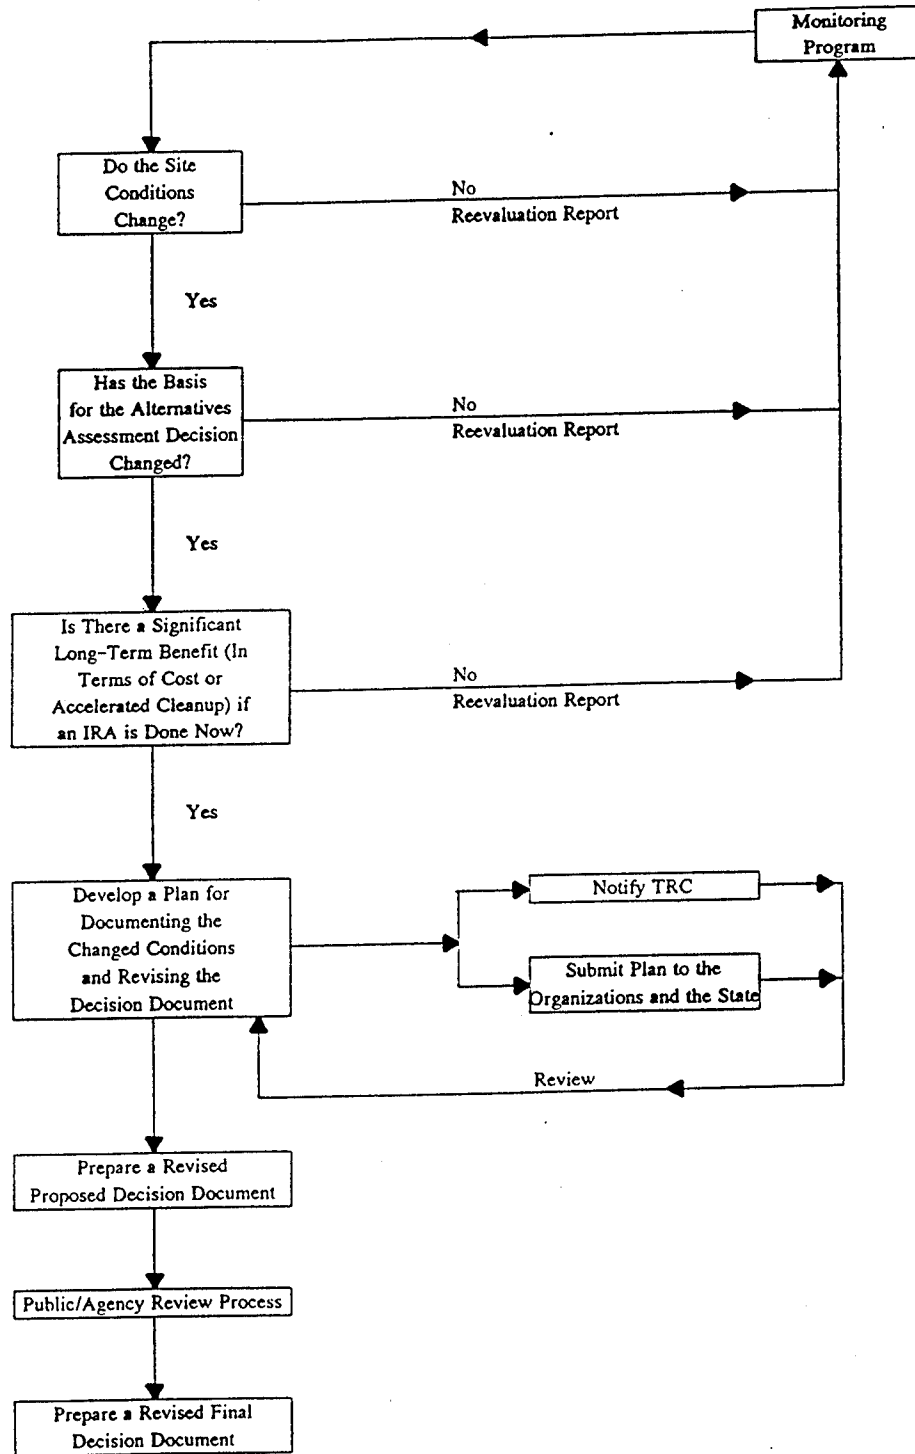 Monitoring
Program
Do the Site
Conditions
Change?
No
Reevaluation Report
Yes
Has the Basis
for the Alternatives
Assessment Decision
Changed?
No
Reevaluation Report
Yes
Is There a Significant
Long-Term Benefit (In
Terms of Cost or
Accelerated Cleanup) if
an IRA is Done Now?
No
Reevaluation Report
Yes
Develop a Plan for
Documenting the
Changed Conditions
and Revising the
Decision Document
Notify TRC
Submit Plan to the
Organizations and the State
Review
Prepare a Revised
Proposed Decision Document
Public/Agency Review Process
Prepare a Revised Final
Decision Document